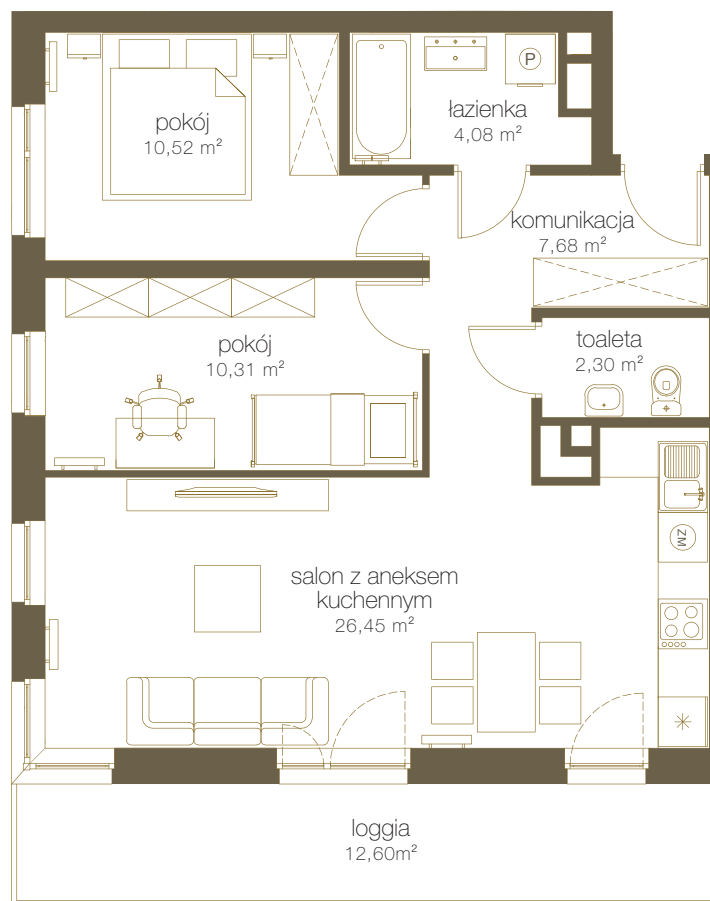 pokój
10,52 m²
łazienka
4,08 m²
P
komunikacja
7,68 m²
pokój
10,31 m²
toaleta
2,30 m²
ZM
salon z aneksem
kuchennym
26,45 m²
loggia
12,60m²